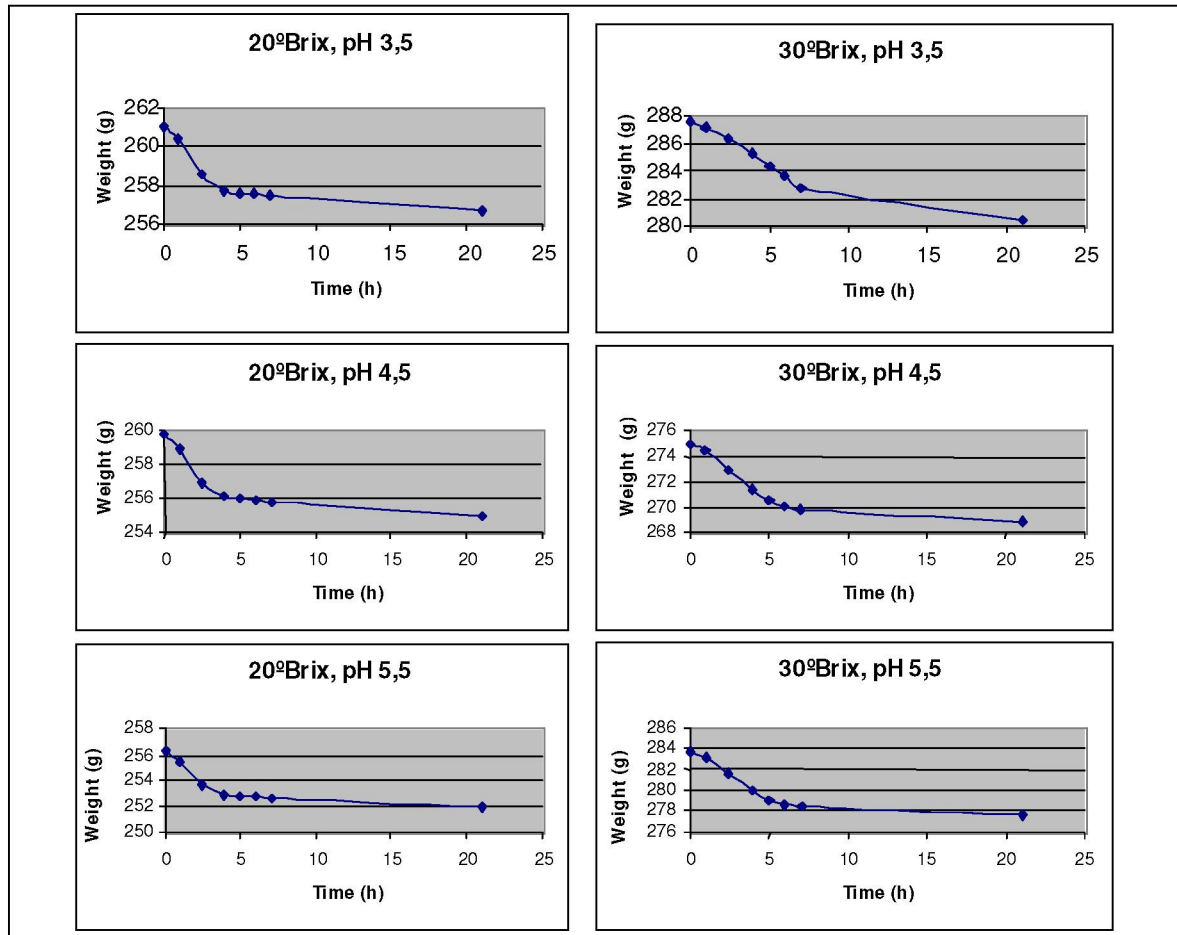 20ºBrix, pH 3,5
Weight (g)
262
260
258
256
0 5 10 15 20 25
Time (h)
30ºBrix, pH 3,5
Weight (g)
288
286
284
282
280
0 5 10 15 20 25
Time (h)
20ºBrix, pH 4,5
Weight (g)
260
258
256
254
0 5 10 15 20 25
Time (h)
30ºBrix, pH 4,5
Weight (g)
276
274
272
270
268
0 5 10 15 20 25
Time (h)
20ºBrix, pH 5,5
Weight (g)
258
256
254
252
250
0 5 10 15 20 25
Time (h)
30ºBrix, pH 5,5
Weight (g)
286
284
282
280
278
276
0 5 10 15 20 25
Time (h)